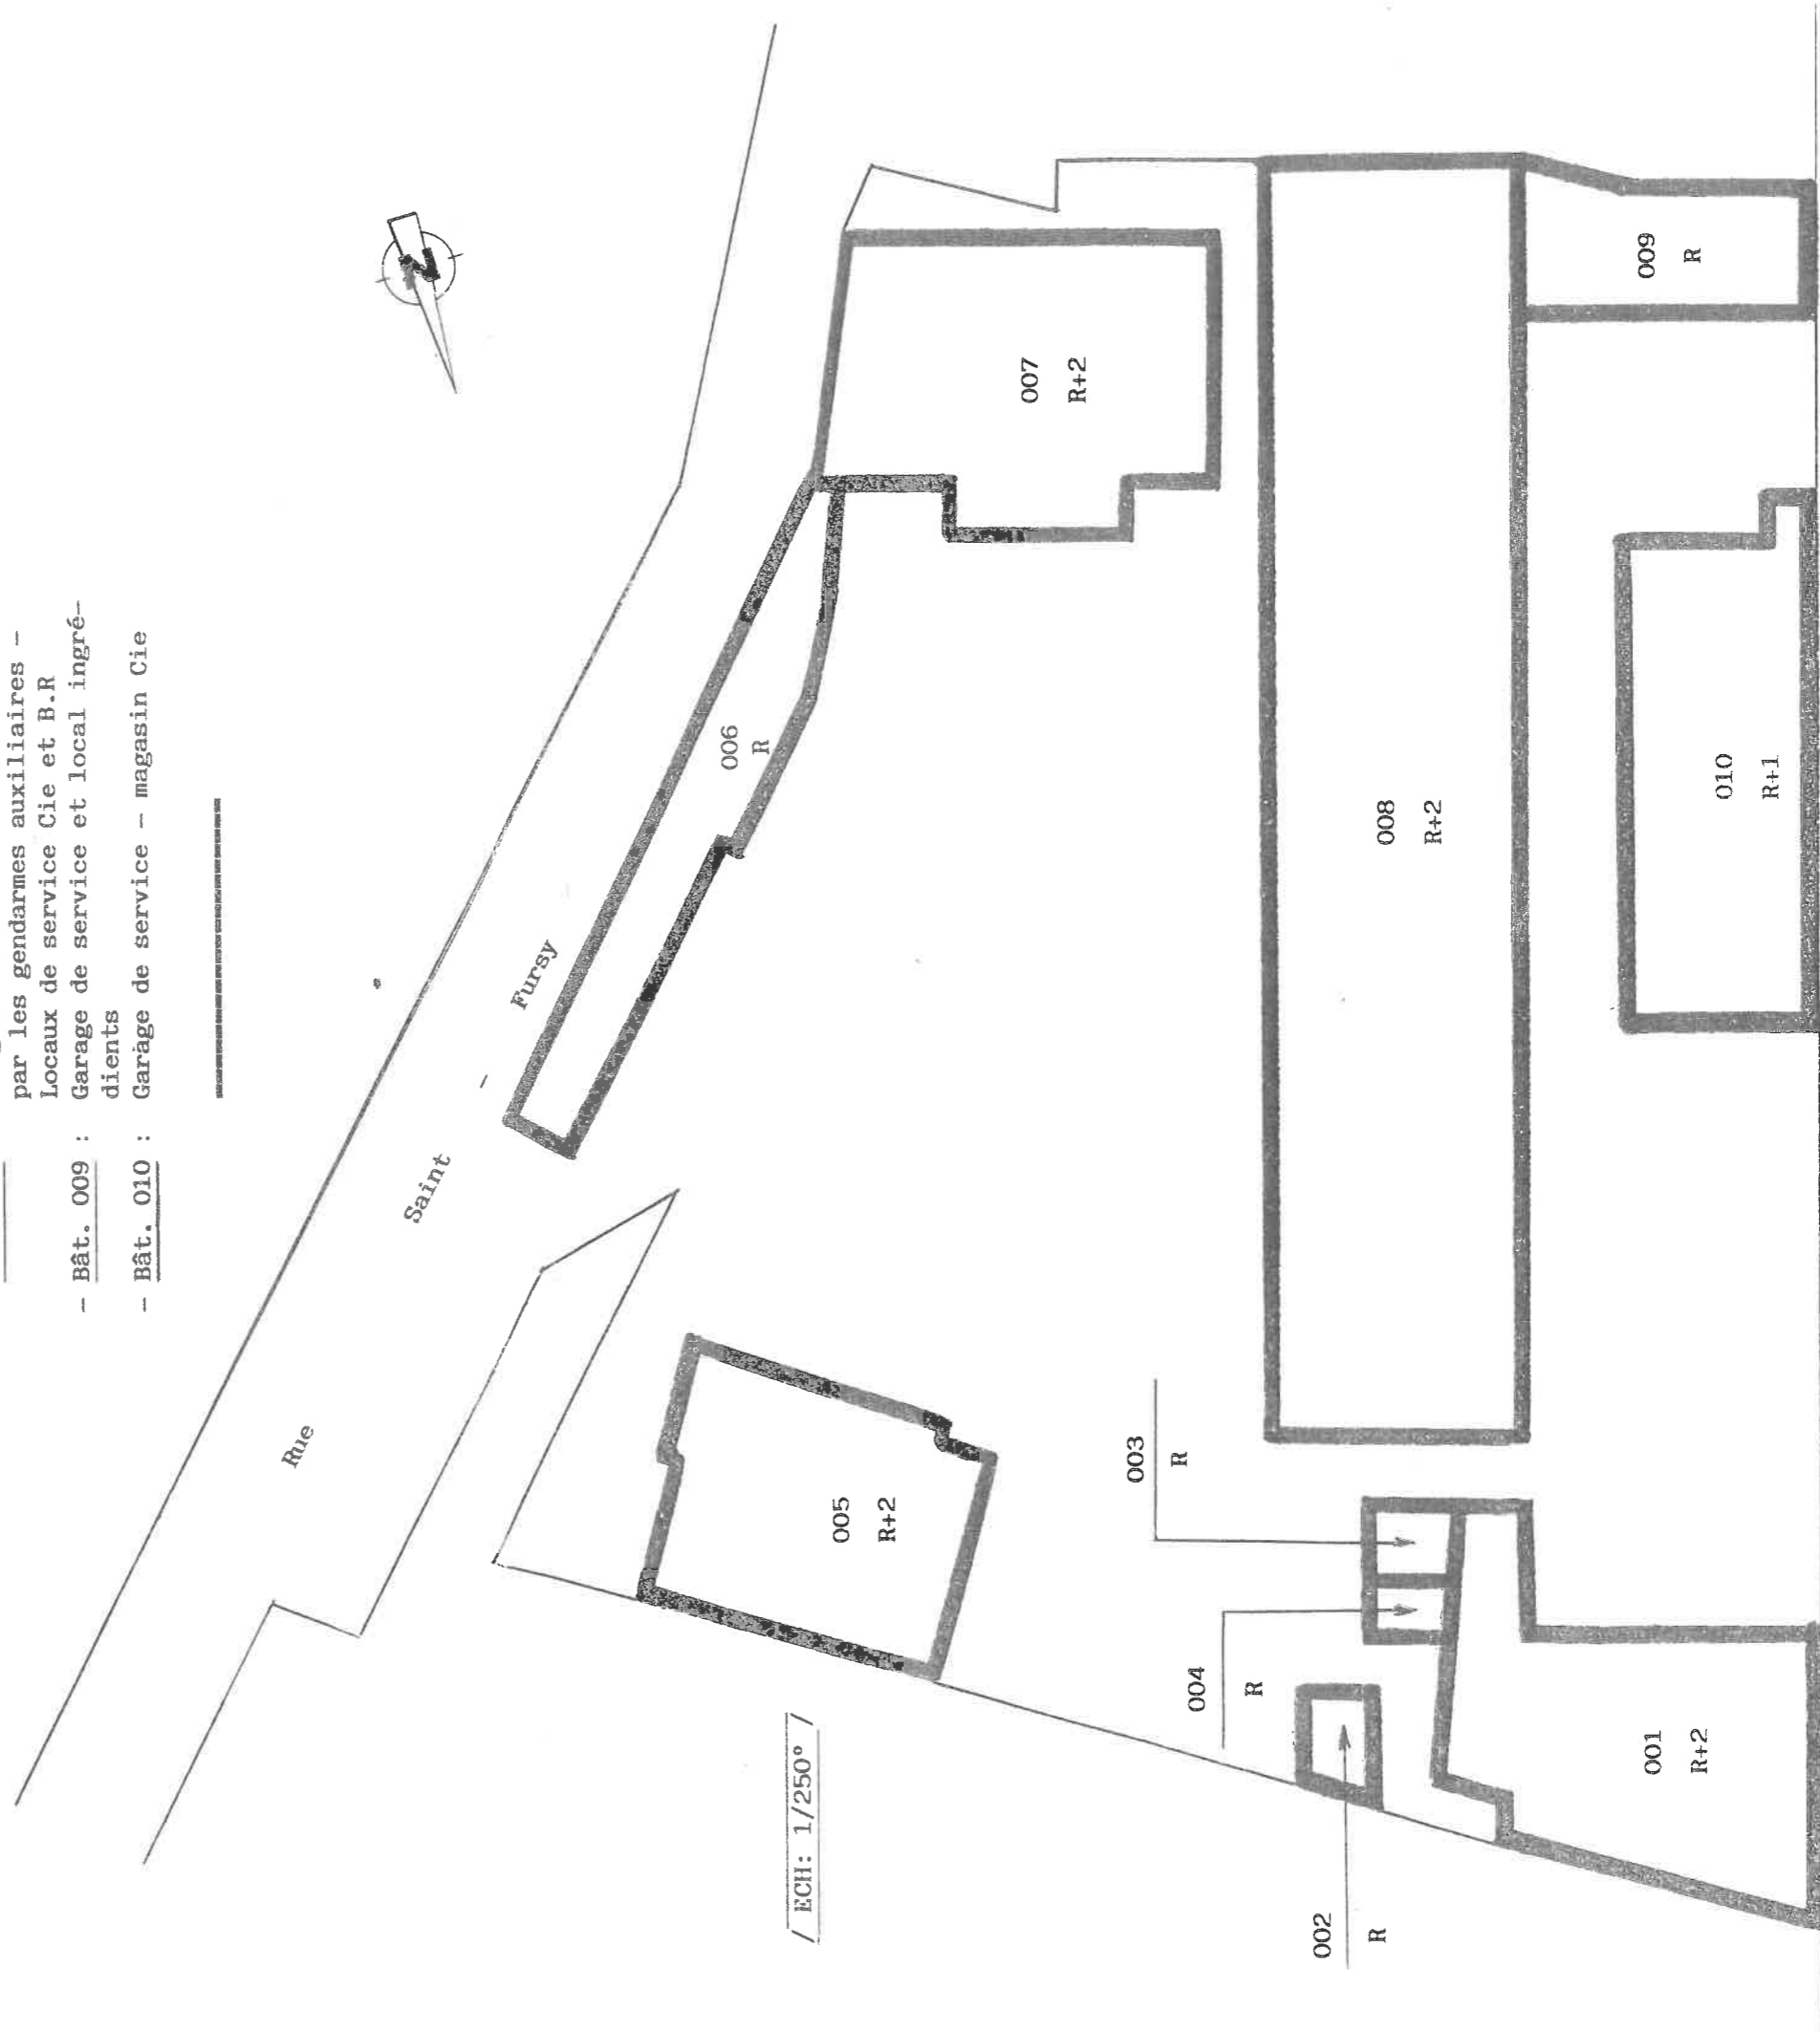 par les gendarmes auxiliaires -
Locaux de service Cie et B.R
- Bât. 009 : Garage de service et local ingré-
dients
- Bât. 010 : Garage de service - magasin Cie
Rue Saint - Fursy
N
006
R
007
R+2
005
R+2
008
R+2
009
R
010
R+1
003
R
004
R
002
R
001
R+2
/ ECH: 1/250° /